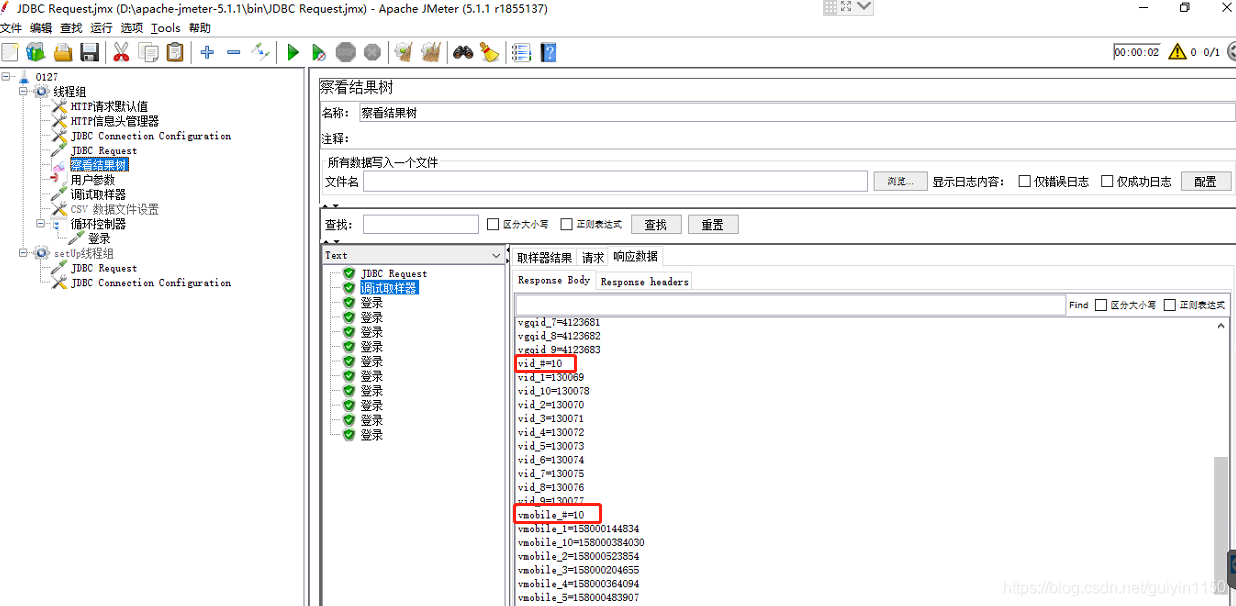 JDBC Request.jmx (D:\apache-jmeter-5.1.1\bin\JDBC Request.jmx) - Apache JMeter (5.1.1 r1855137)
文件 编辑 查找 运行 选项 Tools 帮助
00:00:02 0 0/1
0127
线程组
HTTP请求默认值
HTTP信息头管理器
JDBC Connection Configuration
JDBC Request
察看结果树
用户参数
调试取样器
CSV 数据文件设置
循环控制器
登录
setUp线程组
JDBC Request
JDBC Connection Configuration
察看结果树
名称: 察看结果树
注释:
所有数据写入一个文件
文件名 浏览... 显示日志内容: 仅错误日志 仅成功日志 配置
查找: 区分大小写 正则表达式 查找 重置
Text
JDBC Request
调试取样器
登录
登录
登录
登录
登录
登录
登录
登录
登录
登录
取样器结果 请求 响应数据
Response Body Response headers
Find 区分大小写 正则表达式
vgqid_7=4123681
vgqid_8=4123682
vgqid_9=4123683
vid_#=10
vid_1=130069
vid_10=130078
vid_2=130070
vid_3=130071
vid_4=130072
vid_5=130073
vid_6=130074
vid_7=130075
vid_8=130076
vid_9=130077
vmobile_#=10
vmobile_1=158000144834
vmobile_10=158000384030
vmobile_2=158000523854
vmobile_3=158000204655
vmobile_4=158000364094
vmobile_5=158000483907
https://blog.csdn.net/guiyin1150